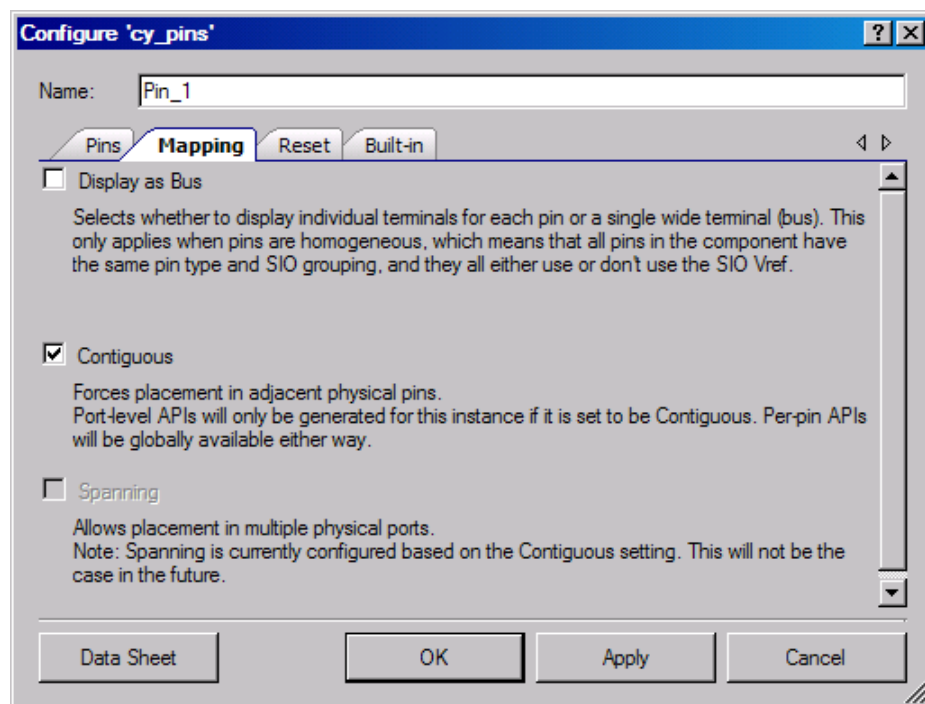 Configure 'cy_pins'
Name: Pin_1
Pins Mapping Reset Built-in
Display as Bus
Selects whether to display individual terminals for each pin or a single wide terminal (bus). This
only applies when pins are homogeneous, which means that all pins in the component have
the same pin type and SIO grouping, and they all either use or don't use the SIO Vref.
Contiguous
Forces placement in adjacent physical pins.
Port-level APIs will only be generated for this instance if it is set to be Contiguous. Per-pin APIs
will be globally available either way.
Spanning
Allows placement in multiple physical ports.
Note: Spanning is currently configured based on the Contiguous setting. This will not be the
case in the future.
Data Sheet OK Apply Cancel